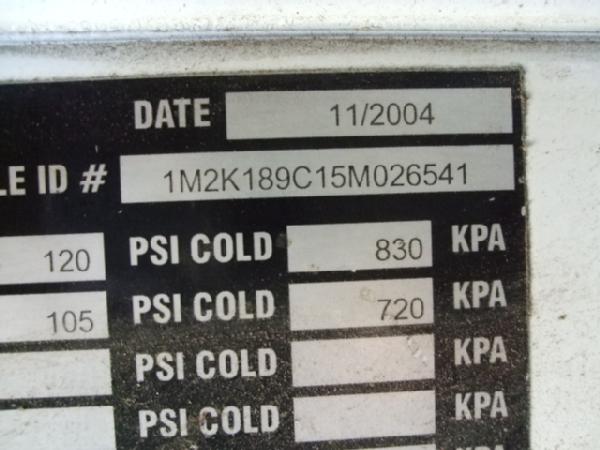 DATE 11/2004
LE ID # 1M2K189C15M026541
120 PSI COLD 830 KPA
105 PSI COLD 720 KPA
PSI COLD KPA
PSI COLD KPA
KPA